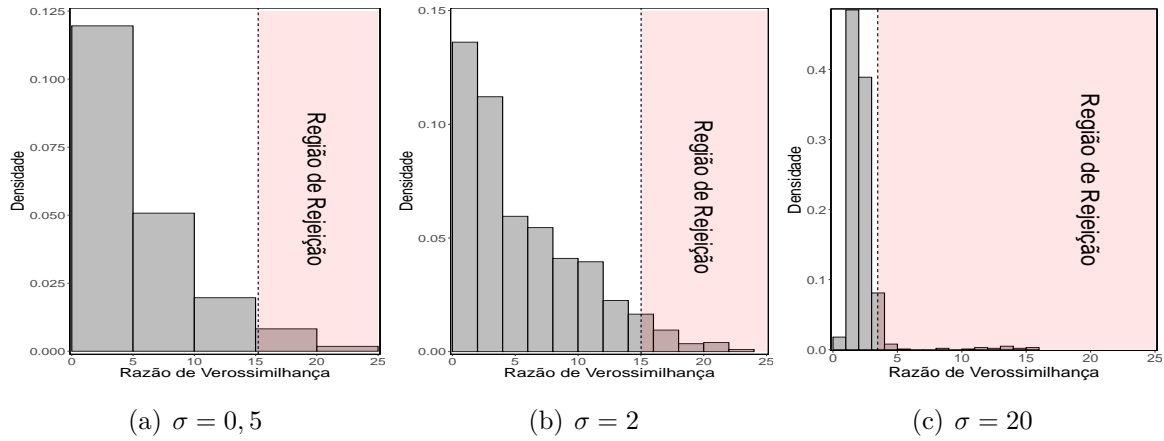 0.125
0.100
0.075
0.050
0.025
0.000
Densidade
0
5
10
15
20
25
Razão de Verossimilhança
Região de Rejeição
(a) σ = 0, 5
0.15
0.10
0.05
0.00
Densidade
0
5
10
15
20
25
Razão de Verossimilhança
Região de Rejeição
(b) σ = 2
0.4
0.3
0.2
0.1
0.0
Densidade
0
5
10
15
20
25
Razão de Verossimilhança
Região de Rejeição
(c) σ = 20